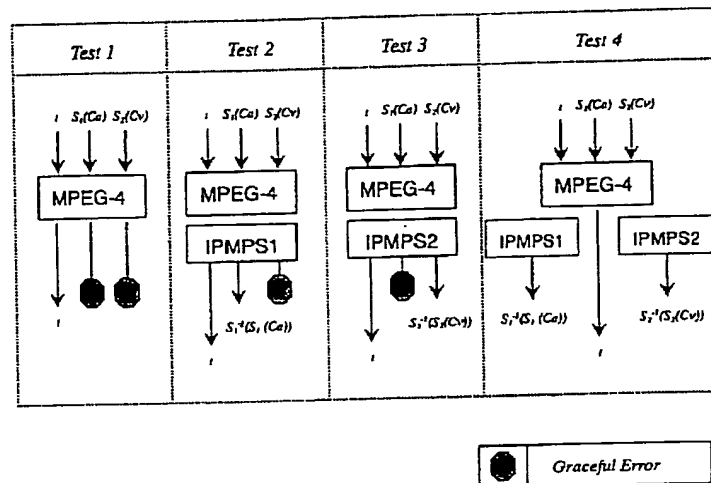 Test 1 Test 2 Test 3 Test 4
t S₁(Ca) S₂(Cv) t S₁(Ca) S₂(Cv) t S₁(Ca) S₂(Cv) t S₁(Ca) S₂(Cv)
MPEG-4 MPEG-4 MPEG-4 MPEG-4
IPMPS1 IPMPS2 IPMPS1 IPMPS2
t S₁⁻¹(S₁(Ca)) S₂⁻¹(S₂(Cv)) S₁⁻¹(S₁(Ca)) S₂⁻¹(S₂(Cv))
t t t
Graceful Error